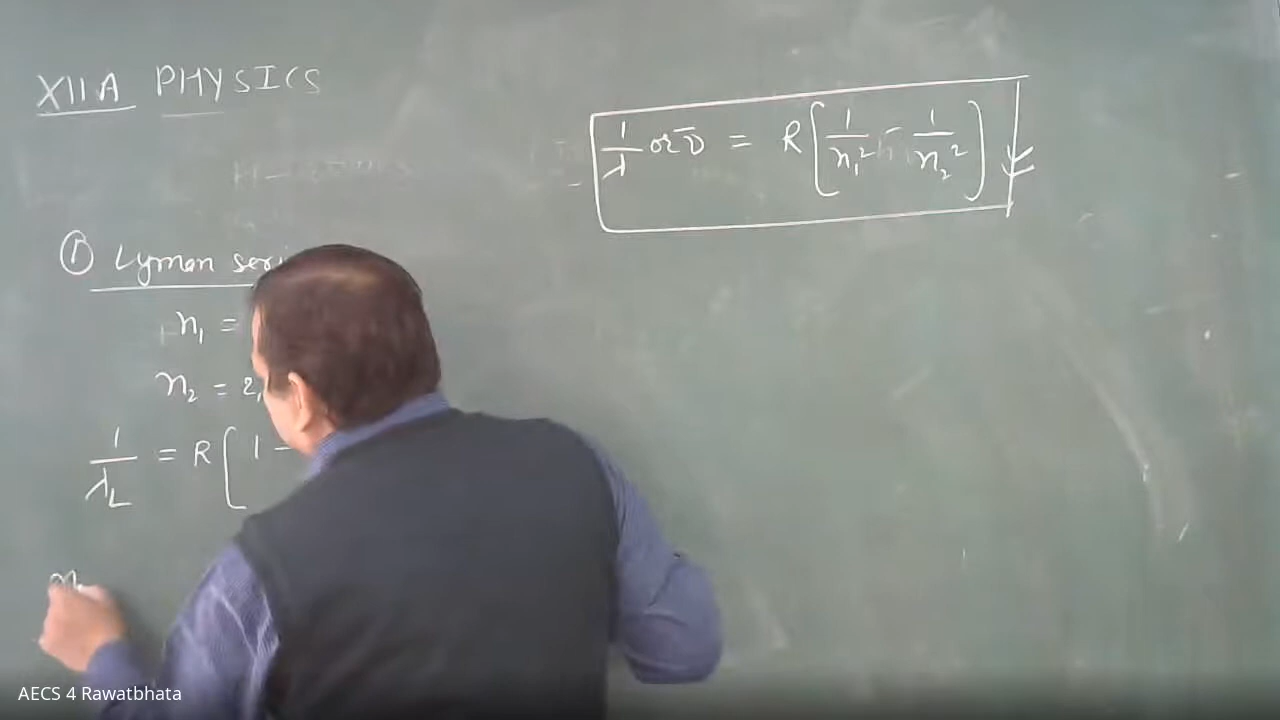 XII A PHYSICS
1/λ or ν̄ = R[1/n₁² - 1/n₂²]
① Lyman seri
n₁ =
n₂ = 2,
1/λ_L = R[1 -
AECS 4 Rawatbhata